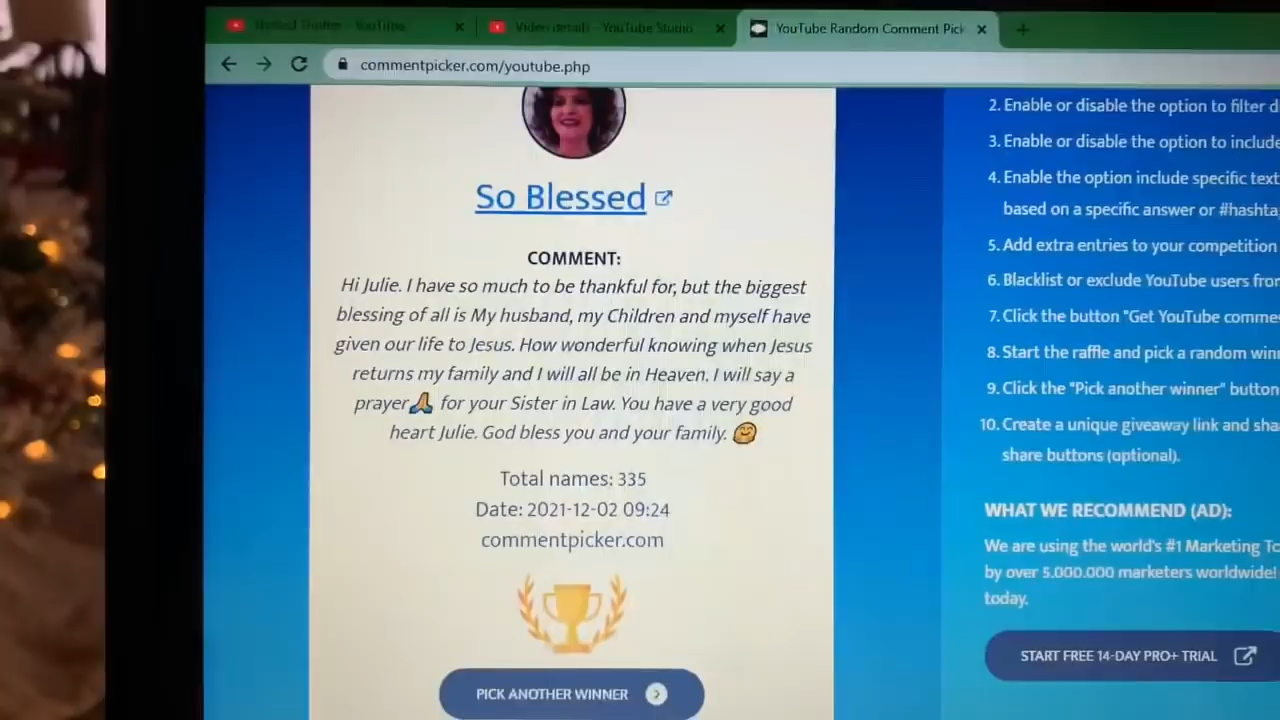 Video details - YouTube Studio
YouTube Random Comment Pick
commentpicker.com/youtube.php
So Blessed
COMMENT:
Hi Julie. I have so much to be thankful for, but the biggest
blessing of all is My husband, my Children and myself have
given our life to Jesus. How wonderful knowing when Jesus
returns my family and I will all be in Heaven. I will say a
prayer🙏 for your Sister in Law. You have a very good
heart Julie. God bless you and your family. 🤗
Total names: 335
Date: 2021-12-02 09:24
commentpicker.com
PICK ANOTHER WINNER
2. Enable or disable the option to filter d
3. Enable or disable the option to include
4. Enable the option include specific text
based on a specific answer or #hashta
5. Add extra entries to your competition
6. Blacklist or exclude YouTube users from
7. Click the button "Get YouTube comme
8. Start the raffle and pick a random winn
9. Click the "Pick another winner" button
10. Create a unique giveaway link and sha
share buttons (optional).
WHAT WE RECOMMEND (AD):
We are using the world's #1 Marketing To
by over 5.000.000 marketers worldwide!
today.
START FREE 14-DAY PRO+ TRIAL